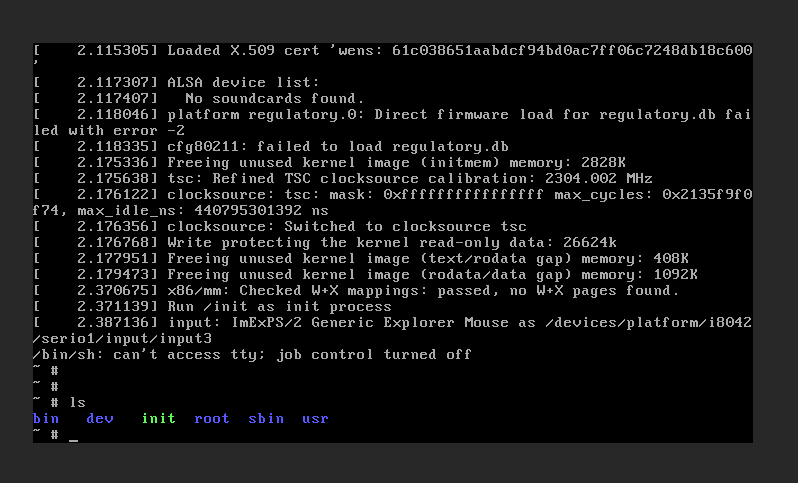 [    2.115305] Loaded X.509 cert 'wens: 61c038651aabdcf94bd0ac7ff06c7248db18c600
'
[    2.117307] ALSA device list:
[    2.117407]   No soundcards found.
[    2.118046] platform regulatory.0: Direct firmware load for regulatory.db fai
led with error -2
[    2.118335] cfg80211: failed to load regulatory.db
[    2.175336] Freeing unused kernel image (initmem) memory: 2828K
[    2.175638] tsc: Refined TSC clocksource calibration: 2304.002 MHz
[    2.176122] clocksource: tsc: mask: 0xffffffffffffffff max_cycles: 0x2135f9f0
f74, max_idle_ns: 440795301392 ns
[    2.176356] clocksource: Switched to clocksource tsc
[    2.176768] Write protecting the kernel read-only data: 26624k
[    2.177951] Freeing unused kernel image (text/rodata gap) memory: 408K
[    2.179473] Freeing unused kernel image (rodata/data gap) memory: 1092K
[    2.370675] x86/mm: Checked W+X mappings: passed, no W+X pages found.
[    2.371139] Run /init as init process
[    2.387136] input: ImExPS/2 Generic Explorer Mouse as /devices/platform/i8042
/serio1/input/input3
/bin/sh: can't access tty; job control turned off
~ #
~ #
~ # ls
bin   dev   init  root  sbin  usr
~ # _